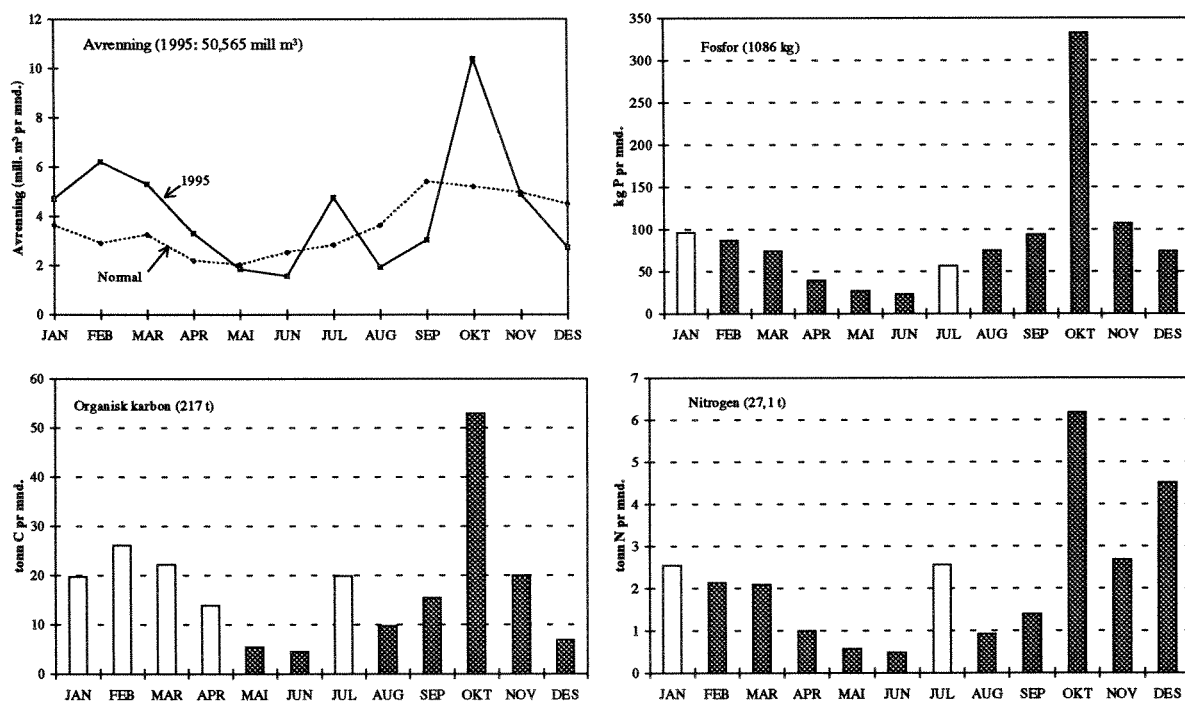 Avrenning (1995: 50,565 mill m³)
Avrenning (mill. m³ pr mnd.)
12
10
8
6
4
2
0
1995
Normal
JAN FEB MAR APR MAI JUN JUL AUG SEP OKT NOV DES
Fosfor (1086 kg)
kg P pr mnd.
350
300
250
200
150
100
50
0
JAN FEB MAR APR MAI JUN JUL AUG SEP OKT NOV DES
Organisk karbon (217 t)
tonn C pr mnd.
60
50
40
30
20
10
0
JAN FEB MAR APR MAI JUN JUL AUG SEP OKT NOV DES
Nitrogen (27,1 t)
tonn N pr mnd.
7
6
5
4
3
2
1
0
JAN FEB MAR APR MAI JUN JUL AUG SEP OKT NOV DES